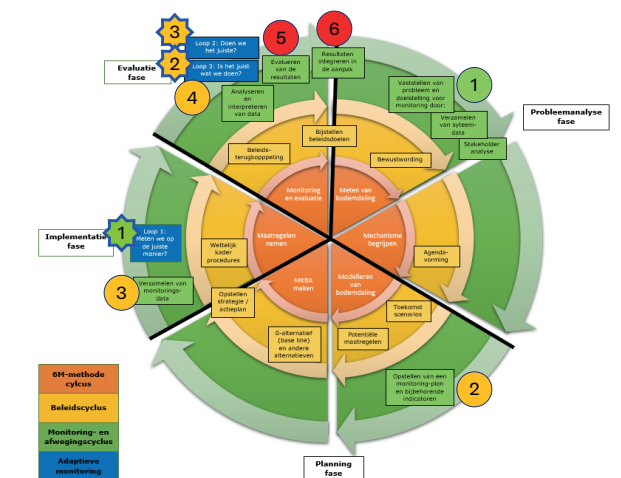 3
Loop 2: Doen we
het juiste?
5
6
Resultaten
integreren in
de aanpak
Evaluatie
fase
2
Loop 3: Is het juist
wat we doen?
Evalueren
van de
resultaten
4
Analyseren
en
interpreteren
van data
Vaststellen van
probleem en
doelstelling voor
monitoring door:
1
Verzamelen
van syteem-
data
Stakeholder
analyse
Probleemanalyse
fase
Bijstellen
beleidsdoelen
Beleids-
terugkopppeling
Bewustwording
Monitoring
en evaluatie
Meten van
bodemdaling
Implementatie
fase
1
Loop 1:
Meten we op
de juiste
manier?
Maatregelen
nemen
Mechanisme
begrijpen
Wettelijk
kader
procedures
Agenda-
vorming
3
Verzamelen van
monitorings-
data
MKBA
maken
Modelleren
van
bodemdaling
Opstellen
strategie /
actieplan
Toekomst
scenarios
0-alternatief
(base line)
en andere
alternatieven
Potentiële
maatregelen
Opstellen van een
monitoring-plan
en bijbehorende
indicatoren
2
6M-methode
cylcus
Beleidscyclus
Monitoring- en
afwegingscyclus
Adaptieve
monitoring
Planning
fase